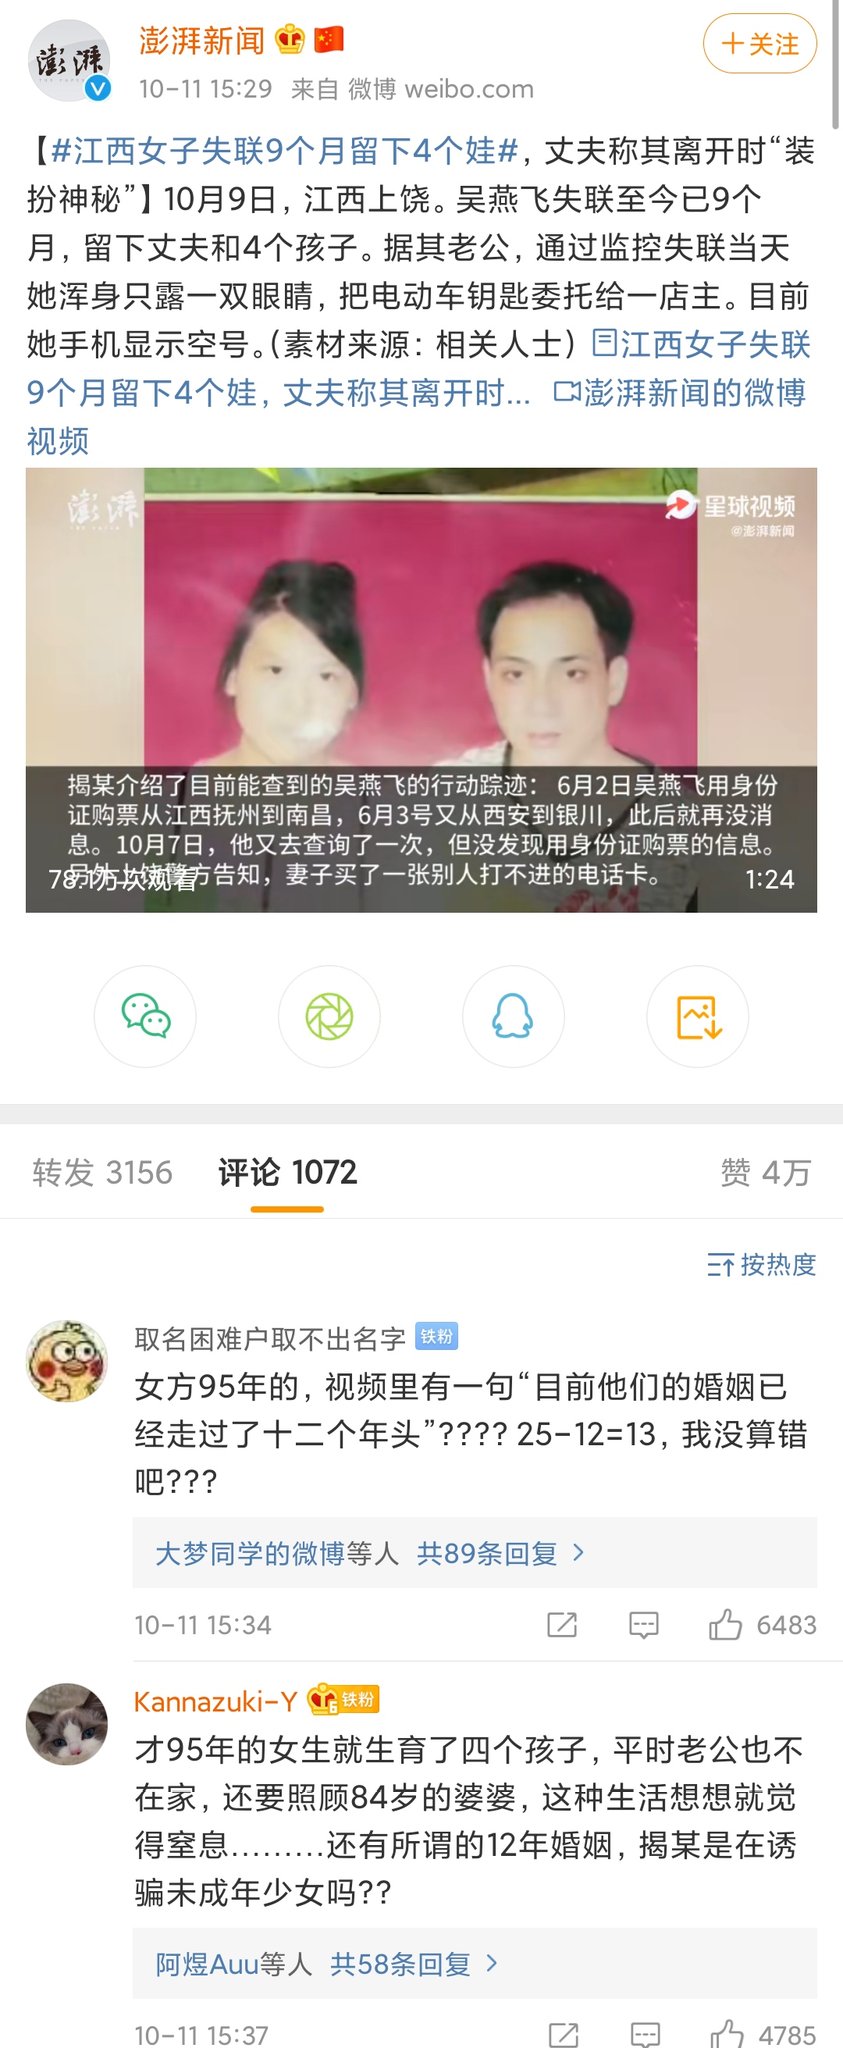 澎湃
澎湃新闻
+关注
10-11 15:29 来自 微博 weibo.com
【#江西女子失联9个月留下4个娃#，丈夫称其离开时“装
扮神秘”】10月9日，江西上饶。吴燕飞失联至今已9个
月，留下丈夫和4个孩子。据其老公，通过监控失联当天
她浑身只露一双眼睛，把电动车钥匙委托给一店主。目前
她手机显示空号。（素材来源：相关人士）江西女子失联
9个月留下4个娃，丈夫称其离开时... 澎湃新闻的微博
视频
澎湃
星球视频
@澎湃新闻
揭某介绍了目前能查到的吴燕飞的行动踪迹： 6月2日吴燕飞用身份
证购票从江西抚州到南昌，6月3号又从西安到银川，此后就再没消
息。10月7日，他又去查询了一次，但没发现用身份证购票的信息。
另外上饶警方告知，妻子买了一张别人打不进的电话卡。
78.1万次观看
1:24
转发 3156 评论 1072 赞 4万
按热度
取名困难户取不出名字 铁粉
女方95年的，视频里有一句“目前他们的婚姻已
经走过了十二个年头”???? 25-12=13，我没算错
吧???
大梦同学的微博等人 共89条回复 >
10-11 15:34 6483
Kannazuki-Y 6 铁粉
才95年的女生就生育了四个孩子，平时老公也不
在家，还要照顾84岁的婆婆，这种生活想想就觉
得窒息………还有所谓的12年婚姻，揭某是在诱
骗未成年少女吗??
阿煜Auu等人 共58条回复 >
10-11 15:37 4785